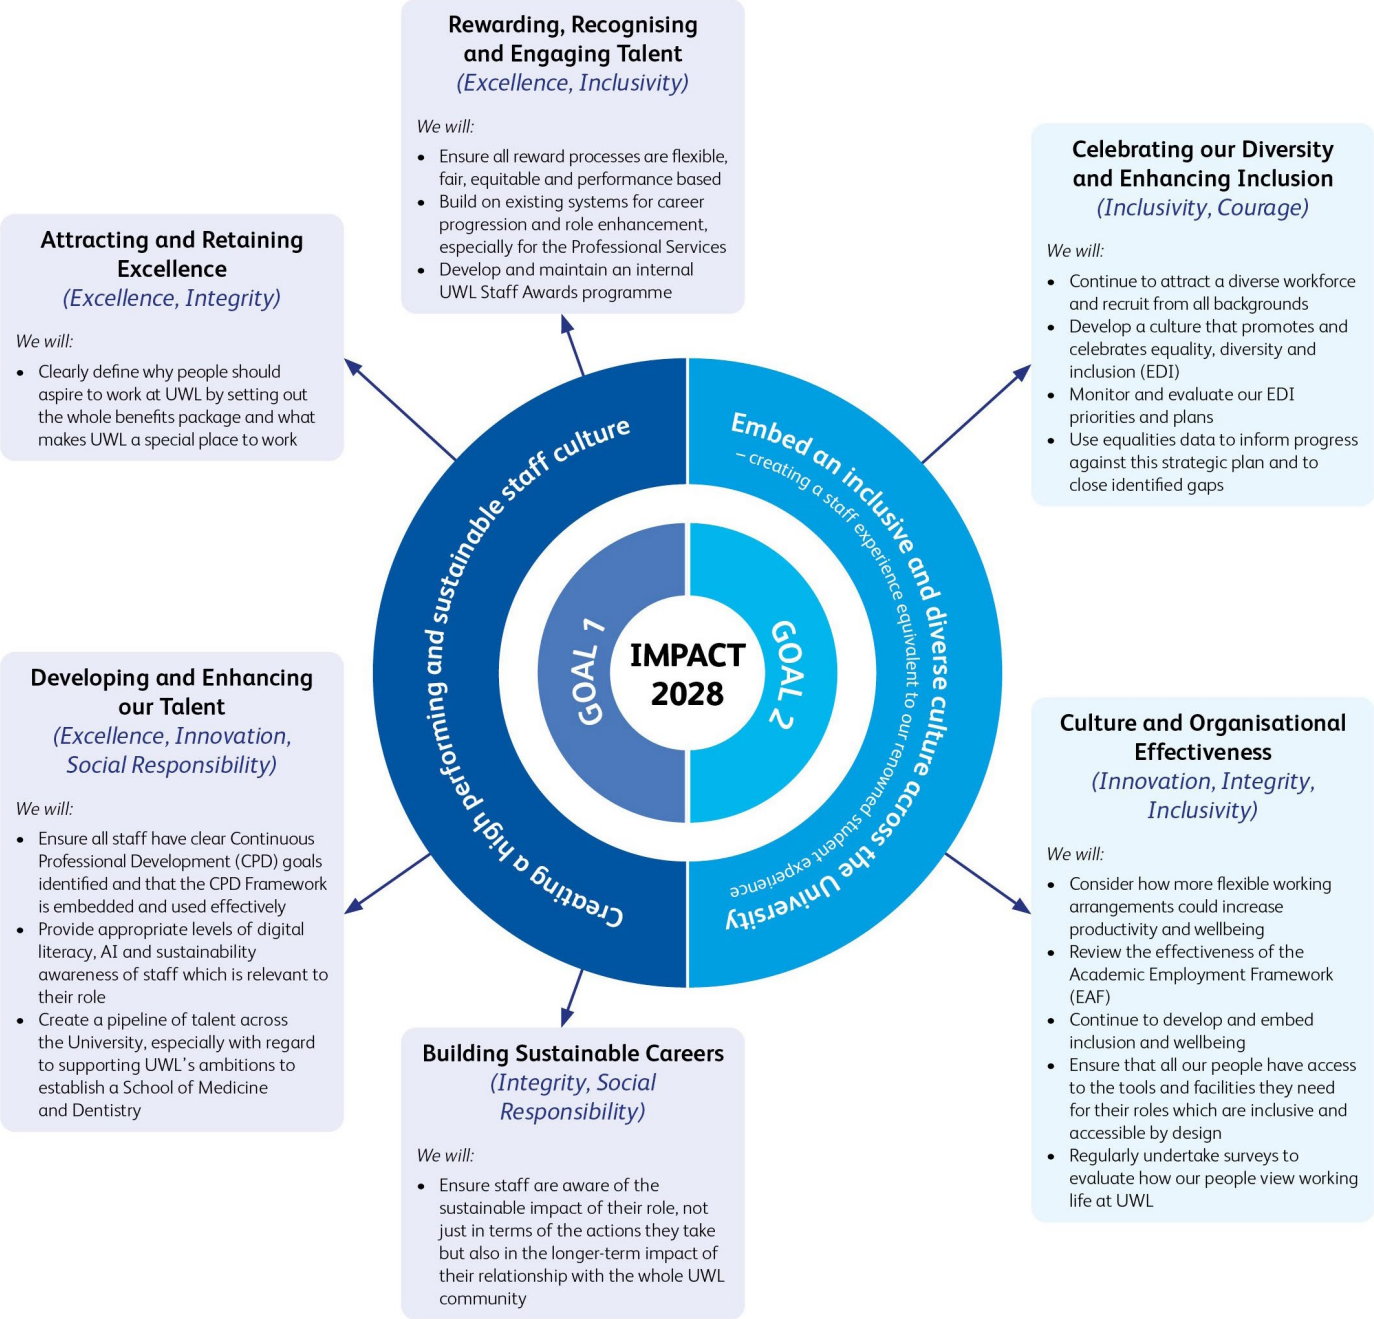 Rewarding, Recognising
and Engaging Talent
(Excellence, Inclusivity)
We will:
• Ensure all reward processes are flexible,
fair, equitable and performance based
• Build on existing systems for career
progression and role enhancement,
especially for the Professional Services
• Develop and maintain an internal
UWL Staff Awards programme
Attracting and Retaining
Excellence
(Excellence, Integrity)
We will:
• Clearly define why people should
aspire to work at UWL by setting out
the whole benefits package and what
makes UWL a special place to work
Celebrating our Diversity
and Enhancing Inclusion
(Inclusivity, Courage)
We will:
• Continue to attract a diverse workforce
and recruit from all backgrounds
• Develop a culture that promotes and
celebrates equality, diversity and
inclusion (EDI)
• Monitor and evaluate our EDI
priorities and plans
• Use equalities data to inform progress
against this strategic plan and to
close identified gaps
Creating a high performing and sustainable staff culture
Embed an inclusive and diverse culture across the University
– creating a staff experience equivalent to our renowned student experience
GOAL 1
IMPACT
2028
GOAL 2
Developing and Enhancing
our Talent
(Excellence, Innovation,
Social Responsibility)
We will:
• Ensure all staff have clear Continuous
Professional Development (CPD) goals
identified and that the CPD Framework
is embedded and used effectively
• Provide appropriate levels of digital
literacy, AI and sustainability
awareness of staff which is relevant to
their role
• Create a pipeline of talent across
the University, especially with regard
to supporting UWL's ambitions to
establish a School of Medicine
and Dentistry
Culture and Organisational
Effectiveness
(Innovation, Integrity,
Inclusivity)
We will:
• Consider how more flexible working
arrangements could increase
productivity and wellbeing
• Review the effectiveness of the
Academic Employment Framework
(EAF)
• Continue to develop and embed
inclusion and wellbeing
• Ensure that all our people have access
to the tools and facilities they need
for their roles which are inclusive and
accessible by design
• Regularly undertake surveys to
evaluate how our people view working
life at UWL
Building Sustainable Careers
(Integrity, Social
Responsibility)
We will:
• Ensure staff are aware of the
sustainable impact of their role, not
just in terms of the actions they take
but also in the longer-term impact of
their relationship with the whole UWL
community